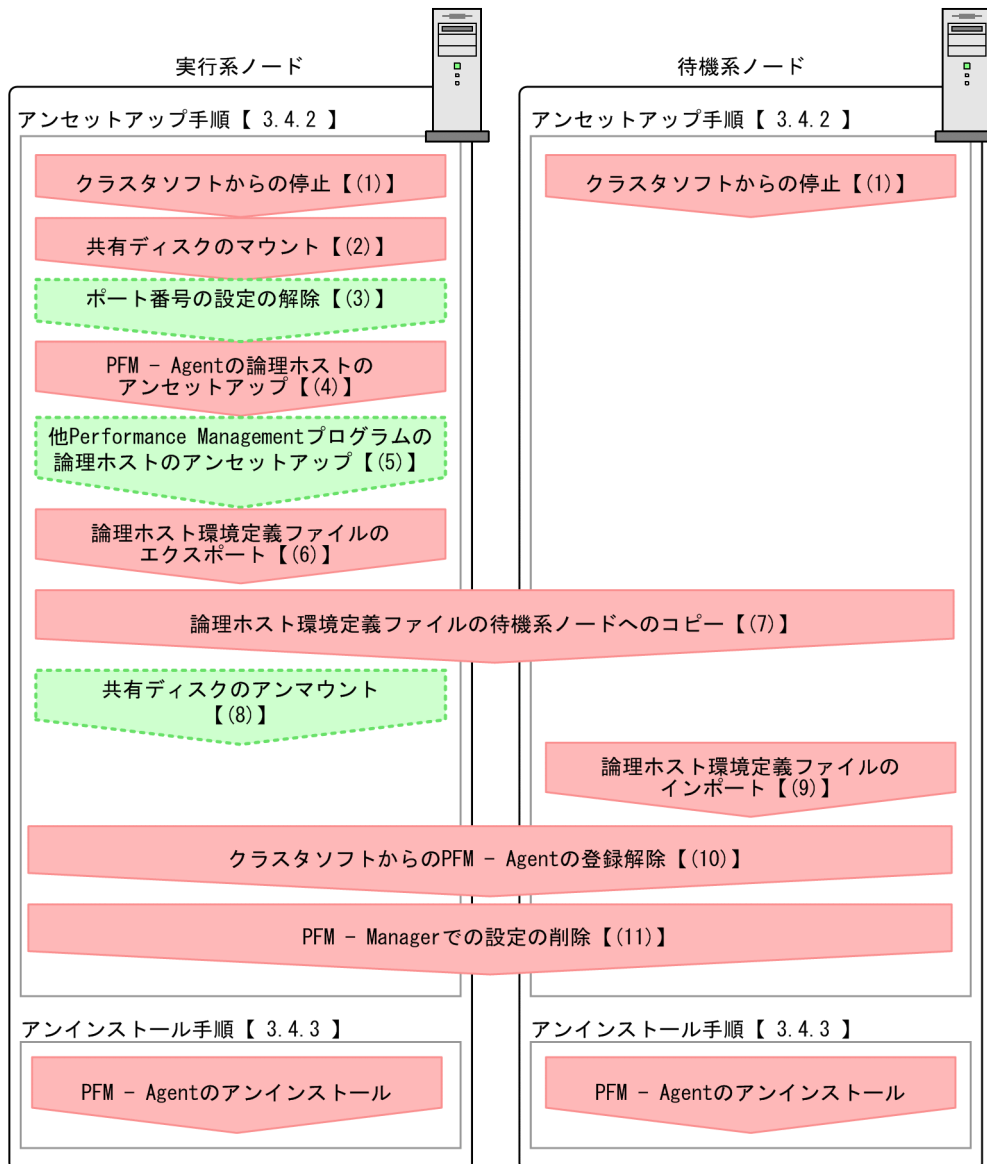 実行系ノード
待機系ノード
アンセットアップ手順【 3.4.2 】
アンセットアップ手順【 3.4.2 】
クラスタソフトからの停止【(1)】
クラスタソフトからの停止【(1)】
共有ディスクのマウント【(2)】
ポート番号の設定の解除【(3)】
PFM - Agentの論理ホストの
アンセットアップ【(4)】
他Performance Managementプログラムの
論理ホストのアンセットアップ【(5)】
論理ホスト環境定義ファイルの
エクスポート【(6)】
論理ホスト環境定義ファイルの待機系ノードへのコピー【(7)】
共有ディスクのアンマウント
【(8)】
論理ホスト環境定義ファイルの
インポート【(9)】
クラスタソフトからのPFM - Agentの登録解除【(10)】
PFM - Managerでの設定の削除【(11)】
アンインストール手順【 3.4.3 】
アンインストール手順【 3.4.3 】
PFM - Agentのアンインストール
PFM - Agentのアンインストール